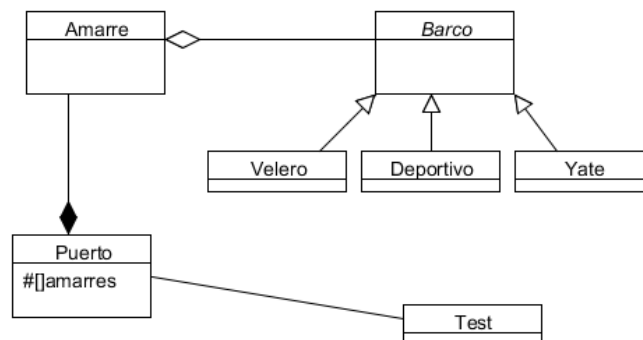 Amarre
Barco
Velero
Deportivo
Yate
Puerto
#[]amarres
Test